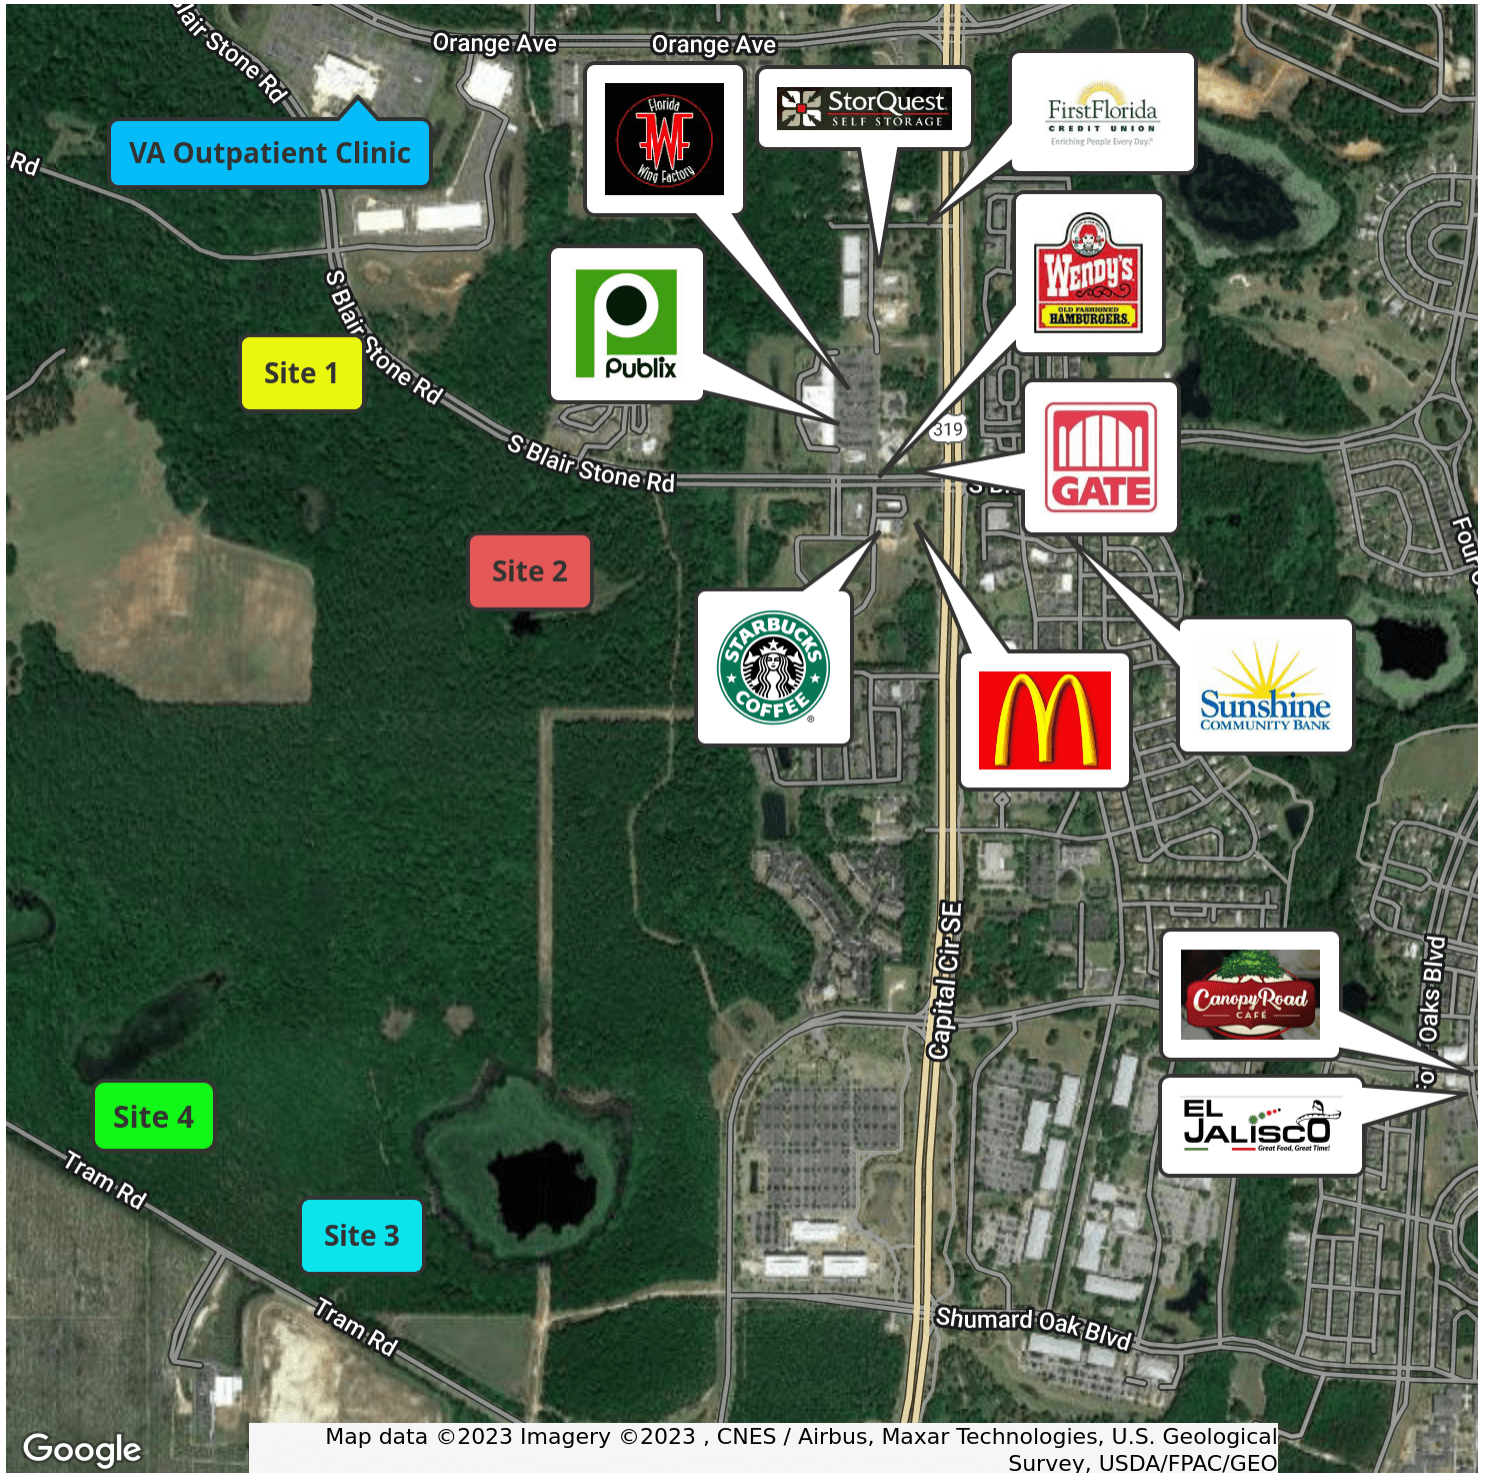 Blair Stone Rd
Orange Ave
Orange Ave
Rd
VA Outpatient Clinic
Florida
WF
Wing Factory
StorQuest
SELF STORAGE
FirstFlorida
CREDIT UNION
Enriching People Every Day.®
S Blair Stone Rd
Publix
WENDY'S
OLD FASHIONED
HAMBURGERS.
Site 1
319
S Blair Stone Rd
GATE
Site 2
STARBUCKS
COFFEE
®
M
Sunshine
COMMUNITY BANK
Capital Cir SE
CanopyRoad
CAFÉ
Oaks Blvd
Site 4
EL
JALISCO
Great Food, Great Time!
Tram Rd
Site 3
Tram Rd
Shumard Oak Blvd
Google
Map data ©2023 Imagery ©2023 , CNES / Airbus, Maxar Technologies, U.S. Geological
Survey, USDA/FPAC/GEO